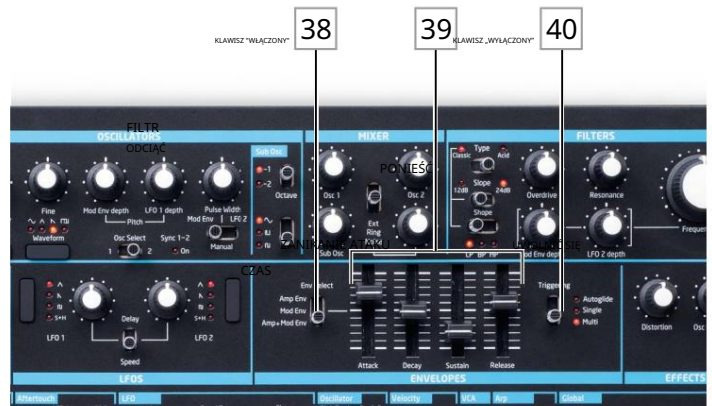 38
39
40
KLAWISZ "WŁĄCZONY"
KLAWISZ „WYŁĄCZONY”
FILTR
ODCIĄĆ
OSCILLATORS
MIXER
FILTERS
Sub Osc
Type
Classic
Acid
PONIEŚĆ
-1
-2
Octave
Osc 1
Osc 2
12dB
Slope
24dB
Overdrive
Resonance
Shape
Frequen
Fine
Mod Env depth
LFO 1 depth
Pulse Width
Pitch
Mod Env
LFO 2
Manual
Waveform
Osc Select
1
2
Sync 1-2
On
Ext
Ring
Sub Osc
ZANIKANIE ATAKU
LP BP HP
Mod Env depth
LFO 2 depth
CZAS
Env Select
Amp Env
Mod Env
Amp+Mod Env
Triggering
Autoglide
Single
Multi
S+H
LFO 1
Delay
Speed
S+H
LFO 2
Distortion
Osc
Attack
Decay
Sustain
Release
LFOS
ENVELOPES
EFFECTS
Aftertouch
LFO
Oscillator
Velocity
VCA
Arp
Global